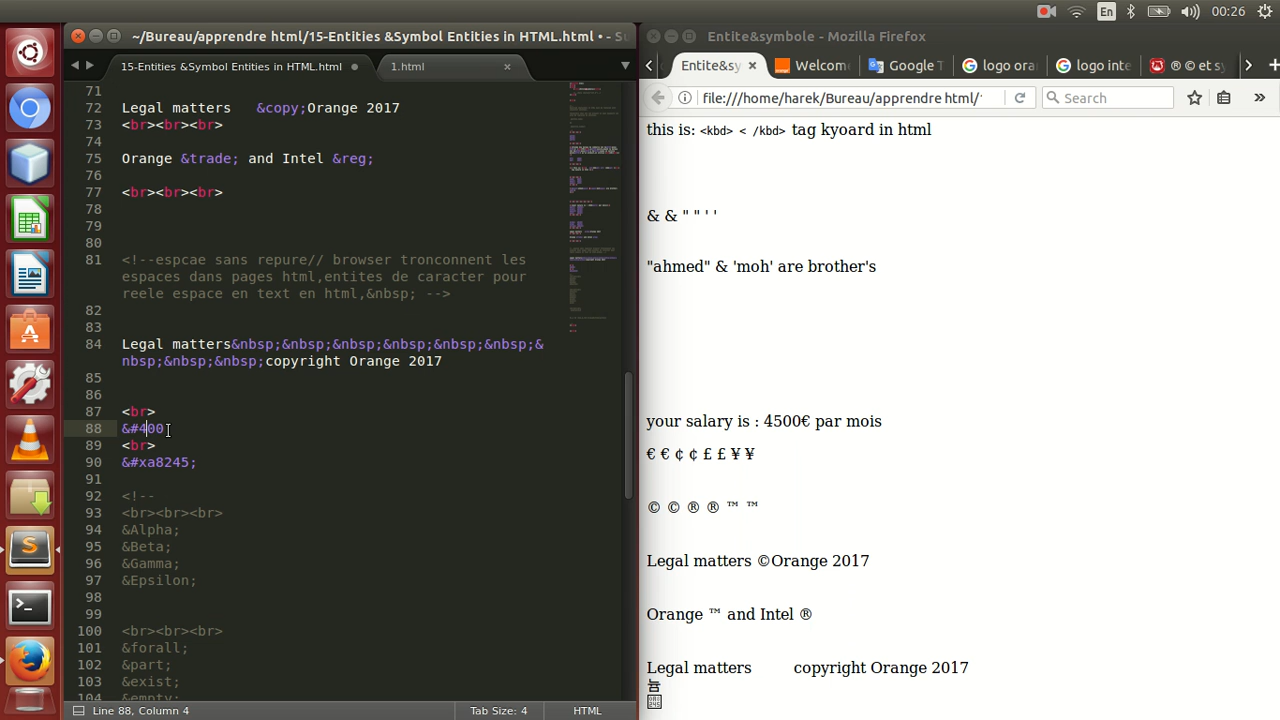 En
00:26
~/Bureau/apprendre html/15-Entities &Symbol Entities in HTML.html • - Su
15-Entities &Symbol Entities in HTML.html
1.html
71
72 Legal matters   &copy;Orange 2017
73 <br><br><br>
74
75 Orange &trade; and Intel &reg;
76
77 <br><br><br>
78
79
80
81 <!--espcae sans repure// browser tronconnent les
espaces dans pages html,entites de caracter pour
reele espace en text en html,&nbsp; -->
82
83
84 Legal matters&nbsp;&nbsp;&nbsp;&nbsp;&nbsp;&nbsp;&
nbsp;&nbsp;&nbsp;copyright Orange 2017
85
86
87 <br>
88 &#400
89 <br>
90 &#xa8245;
91
92 <!--
93 <br><br><br>
94 &Alpha;
95 &Beta;
96 &Gamma;
97 &Epsilon;
98
99
100 <br><br><br>
101 &forall;
102 &part;
103 &exist;
104 &empty;
Line 88, Column 4
Tab Size: 4
HTML
Entite&symbole - Mozilla Firefox
Entite&sy
Welcome
Google T
logo ora
logo inte
® © et sy
file:///home/harek/Bureau/apprendre html/1
Search
this is: <kbd> < /kbd> tag kyoard in html
& & " " ' '
"ahmed" & 'moh' are brother's
your salary is : 4500€ par mois
€ € ¢ ¢ £ £ ¥ ¥
© © ® ® ™ ™
Legal matters ©Orange 2017
Orange ™ and Intel ®
Legal matters         copyright Orange 2017